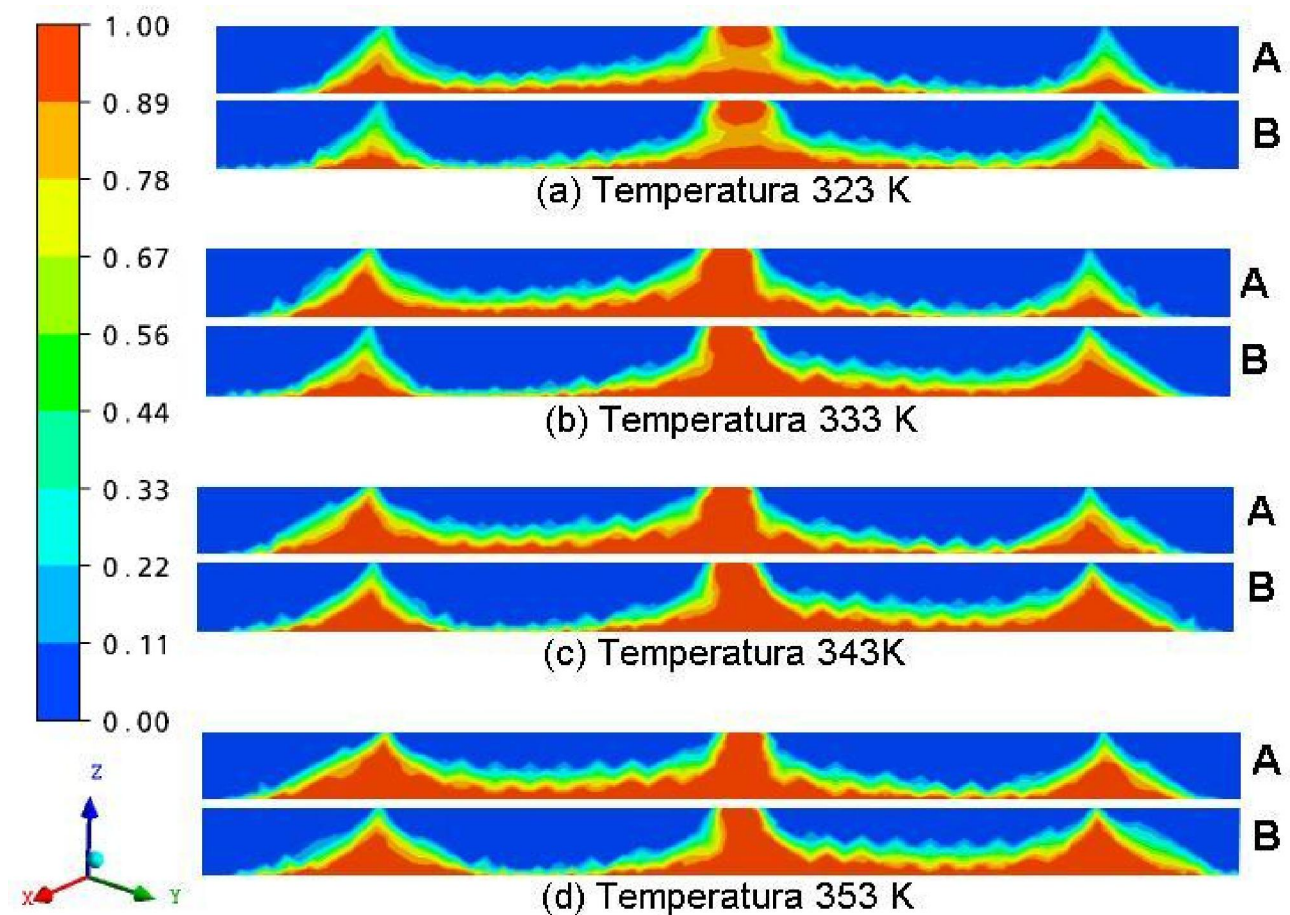 1.00
0.89
0.78
0.67
0.56
0.44
0.33
0.22
0.11
0.00
Z
X
Y
A
B
(a) Temperatura 323 K
A
B
(b) Temperatura 333 K
A
B
(c) Temperatura 343K
A
B
(d) Temperatura 353 K